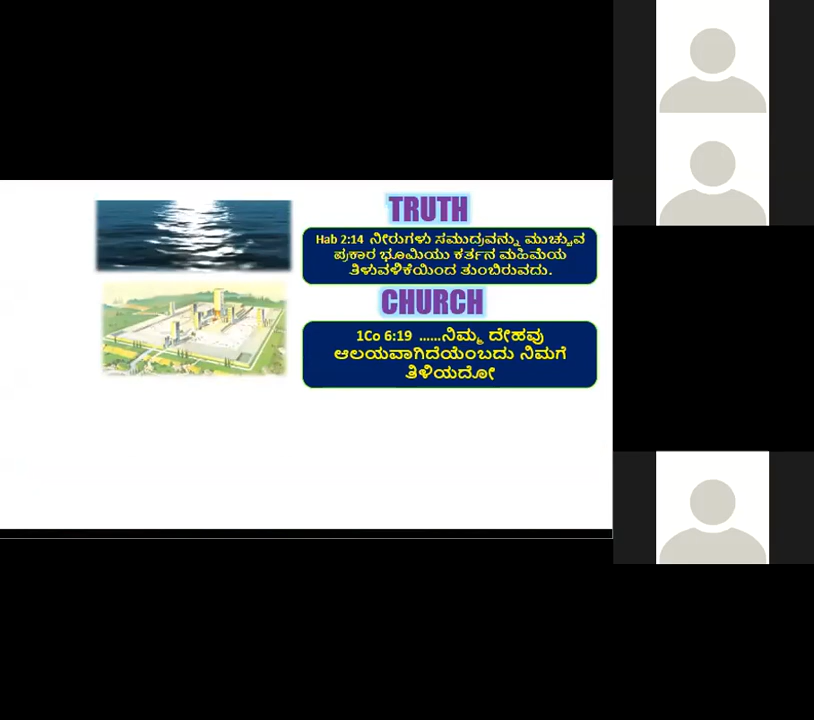 TRUTH
Hab 2:14 ನೀರುಗಳು ಸಮುದ್ರವನ್ನು ಮುಚ್ಚುವ
ಪ್ರಕಾರ ಭೂಮಿಯು ಕರ್ತನ ಮಹಿಮೆಯ
ತಿಳುವಳಿಕೆಯಿಂದ ತುಂಬಿರುವದು.
CHURCH
1Co 6:19 ......ನಿಮ್ಮ ದೇಹವು
ಆಲಯವಾಗಿದೆಯೆಂಬದು ನಿಮಗೆ
ತಿಳಿಯದೋ